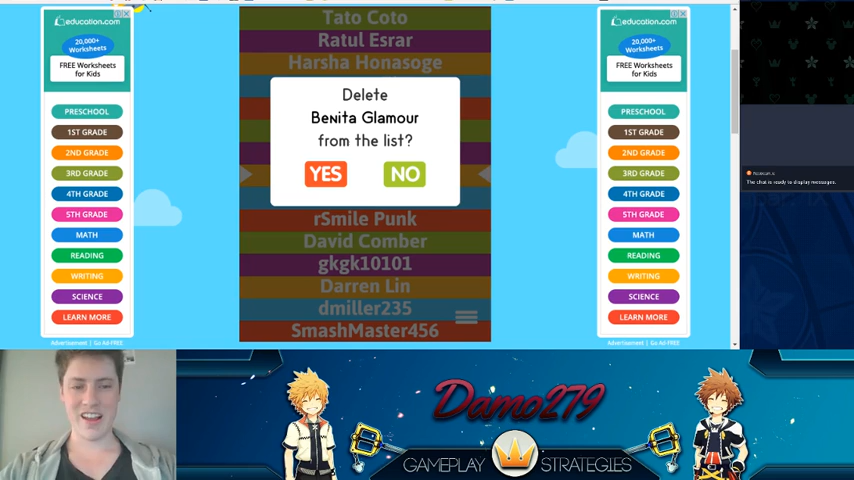 education.com
20,000+
Worksheets
FREE Worksheets
for Kids
PRESCHOOL
1ST GRADE
2ND GRADE
3RD GRADE
4TH GRADE
5TH GRADE
MATH
READING
WRITING
SCIENCE
LEARN MORE
Advertisement | Go Ad-FREE
Tato Coto
Ratul Esrar
Harsha Honasoge
Delete
Benita Glamour
from the list?
YES
NO
rSmile Punk
David Comber
gkgk10101
Darren Lin
dmiller235
SmashMaster456
education.com
20,000+
Worksheets
FREE Worksheets
for Kids
PRESCHOOL
1ST GRADE
2ND GRADE
3RD GRADE
4TH GRADE
5TH GRADE
MATH
READING
WRITING
SCIENCE
LEARN MORE
Advertisement | Go Ad-FREE
The chat is ready to display messages.
Damo279
GAMEPLAY STRATEGIES